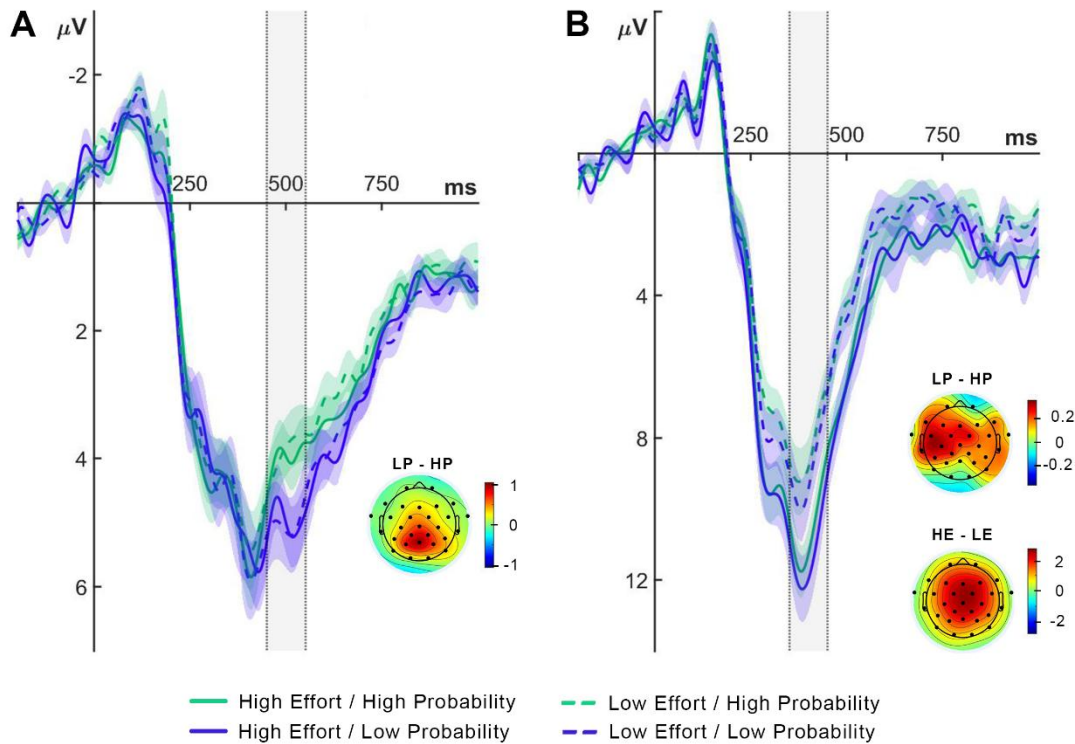 A
μV
-2
250
500
750
ms
2
4
6
LP - HP
1
0
-1
B
μV
250
500
750
ms
4
8
12
LP - HP
0.2
0
-0.2
HE - LE
2
0
-2
High Effort / High Probability
Low Effort / High Probability
High Effort / Low Probability
Low Effort / Low Probability